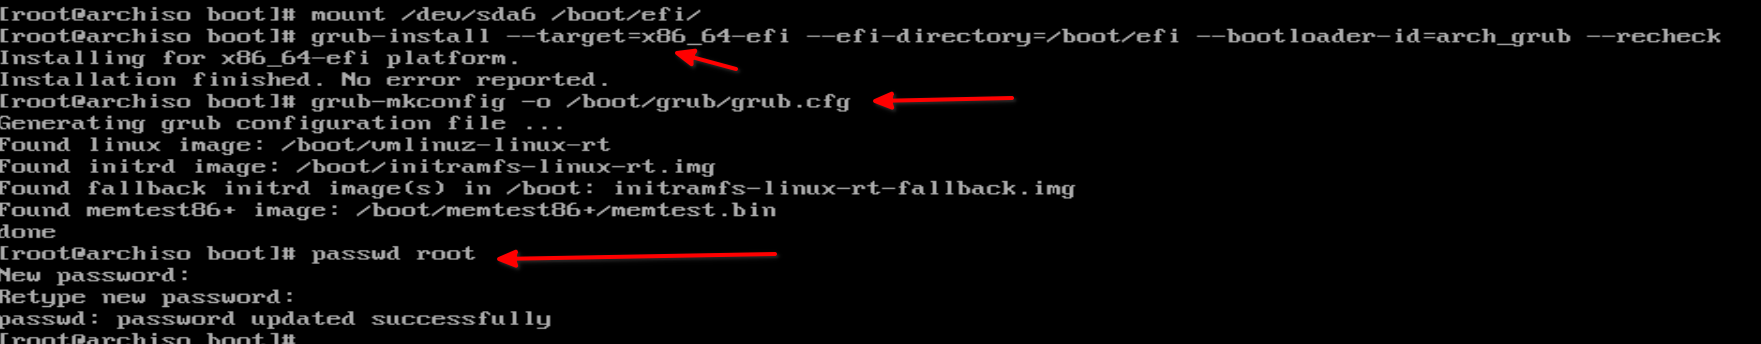 [root@archiso boot]# mount /dev/sda6 /boot/efi/
[root@archiso boot]# grub-install --target=x86_64-efi --efi-directory=/boot/efi --bootloader-id=arch_grub --recheck
Installing for x86_64-efi platform.
Installation finished. No error reported.
[root@archiso boot]# grub-mkconfig -o /boot/grub/grub.cfg
Generating grub configuration file ...
Found linux image: /boot/vmlinuz-linux-rt
Found initrd image: /boot/initramfs-linux-rt.img
Found fallback initrd image(s) in /boot: initramfs-linux-rt-fallback.img
Found memtest86+ image: /boot/memtest86+/memtest.bin
done
[root@archiso boot]# passwd root
New password:
Retype new password:
passwd: password updated successfully
[root@archiso boot]#